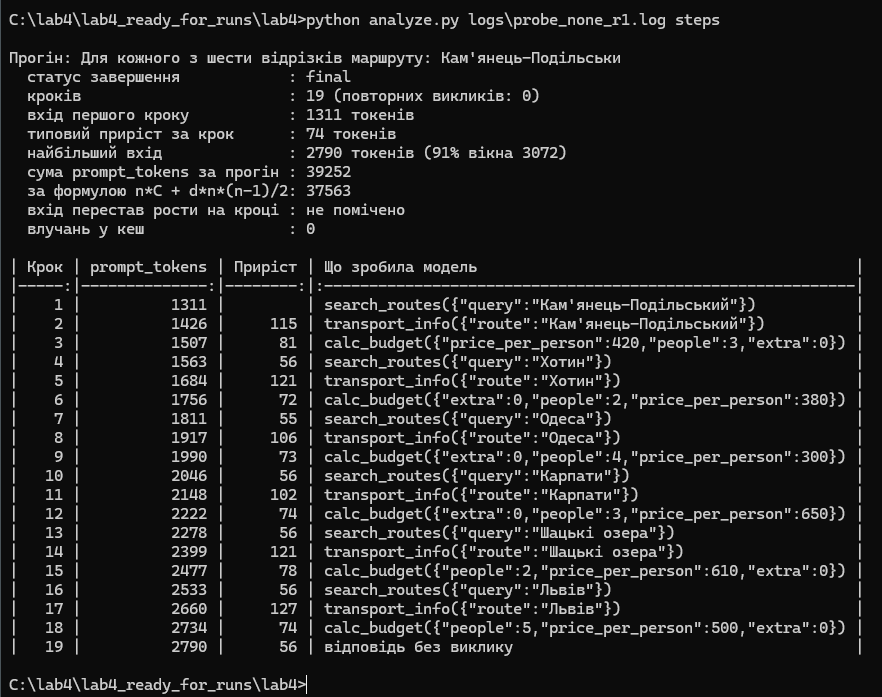 C:\lab4\lab4_ready_for_runs\lab4>python analyze.py logs\probe_none_r1.log steps
Прогін: Для кожного з шести відрізків маршруту: Кам'янець-Подільськи
  статус завершення            : final
  кроків                       : 19 (повторних викликів: 0)
  вхід першого кроку           : 1311 токенів
  типовий приріст за крок      : 74 токенів
  найбільший вхід              : 2790 токенів (91% вікна 3072)
  сума prompt_tokens за прогін : 39252
  за формулою n*C + d*n*(n-1)/2: 37563
  вхід перестав рости на кроці : не помічено
  влучань у кеш                : 0
| Крок | prompt_tokens | Приріст | Що зробила модель                                        |
|-----:|--------------:|--------:|:---------------------------------------------------------|
|    1 |          1311 |         | search_routes({"query":"Кам'янець-Подільський"})         |
|    2 |          1426 |     115 | transport_info({"route":"Кам'янець-Подільський"})        |
|    3 |          1507 |      81 | calc_budget({"price_per_person":420,"people":3,"extra":0}) |
|    4 |          1563 |      56 | search_routes({"query":"Хотин"})                         |
|    5 |          1684 |     121 | transport_info({"route":"Хотин"})                        |
|    6 |          1756 |      72 | calc_budget({"extra":0,"people":2,"price_per_person":380}) |
|    7 |          1811 |      55 | search_routes({"query":"Одеса"})                         |
|    8 |          1917 |     106 | transport_info({"route":"Одеса"})                        |
|    9 |          1990 |      73 | calc_budget({"extra":0,"people":4,"price_per_person":300}) |
|   10 |          2046 |      56 | search_routes({"query":"Карпати"})                       |
|   11 |          2148 |     102 | transport_info({"route":"Карпати"})                      |
|   12 |          2222 |      74 | calc_budget({"extra":0,"people":3,"price_per_person":650}) |
|   13 |          2278 |      56 | search_routes({"query":"Шацькі озера"})                  |
|   14 |          2399 |     121 | transport_info({"route":"Шацькі озера"})                 |
|   15 |          2477 |      78 | calc_budget({"people":2,"price_per_person":610,"extra":0}) |
|   16 |          2533 |      56 | search_routes({"query":"Львів"})                         |
|   17 |          2660 |     127 | transport_info({"route":"Львів"})                        |
|   18 |          2734 |      74 | calc_budget({"people":5,"price_per_person":500,"extra":0}) |
|   19 |          2790 |      56 | відповідь без виклику                                    |
C:\lab4\lab4_ready_for_runs\lab4>